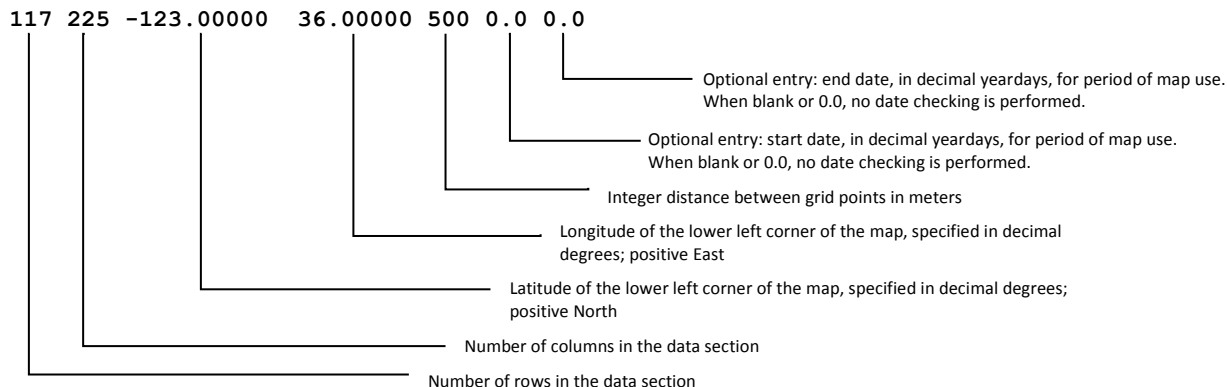 117 225 -123.00000 36.00000 500 0.0 0.0
Optional entry: end date, in decimal yeardays, for period of map use.
When blank or 0.0, no date checking is performed.
Optional entry: start date, in decimal yeardays, for period of map use.
When blank or 0.0, no date checking is performed.
Integer distance between grid points in meters
Longitude of the lower left corner of the map, specified in decimal
degrees; positive East
Latitude of the lower left corner of the map, specified in decimal degrees;
positive North
Number of columns in the data section
Number of rows in the data section